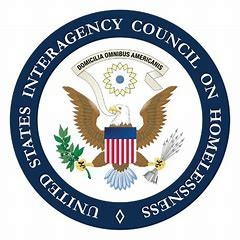 UNITED STATES INTERAGENCY COUNCIL ON HOMELESSNESS
DOMICILIA OMNIBUS AMERICANIS